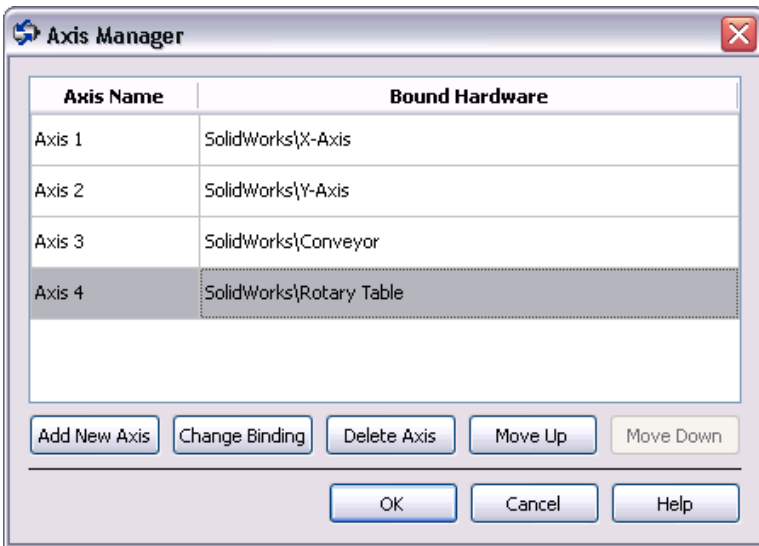 Axis Manager
Axis Name Bound Hardware
Axis 1 SolidWorks\X-Axis
Axis 2 SolidWorks\Y-Axis
Axis 3 SolidWorks\Conveyor
Axis 4 SolidWorks\Rotary Table
Add New Axis Change Binding Delete Axis Move Up Move Down
OK Cancel Help